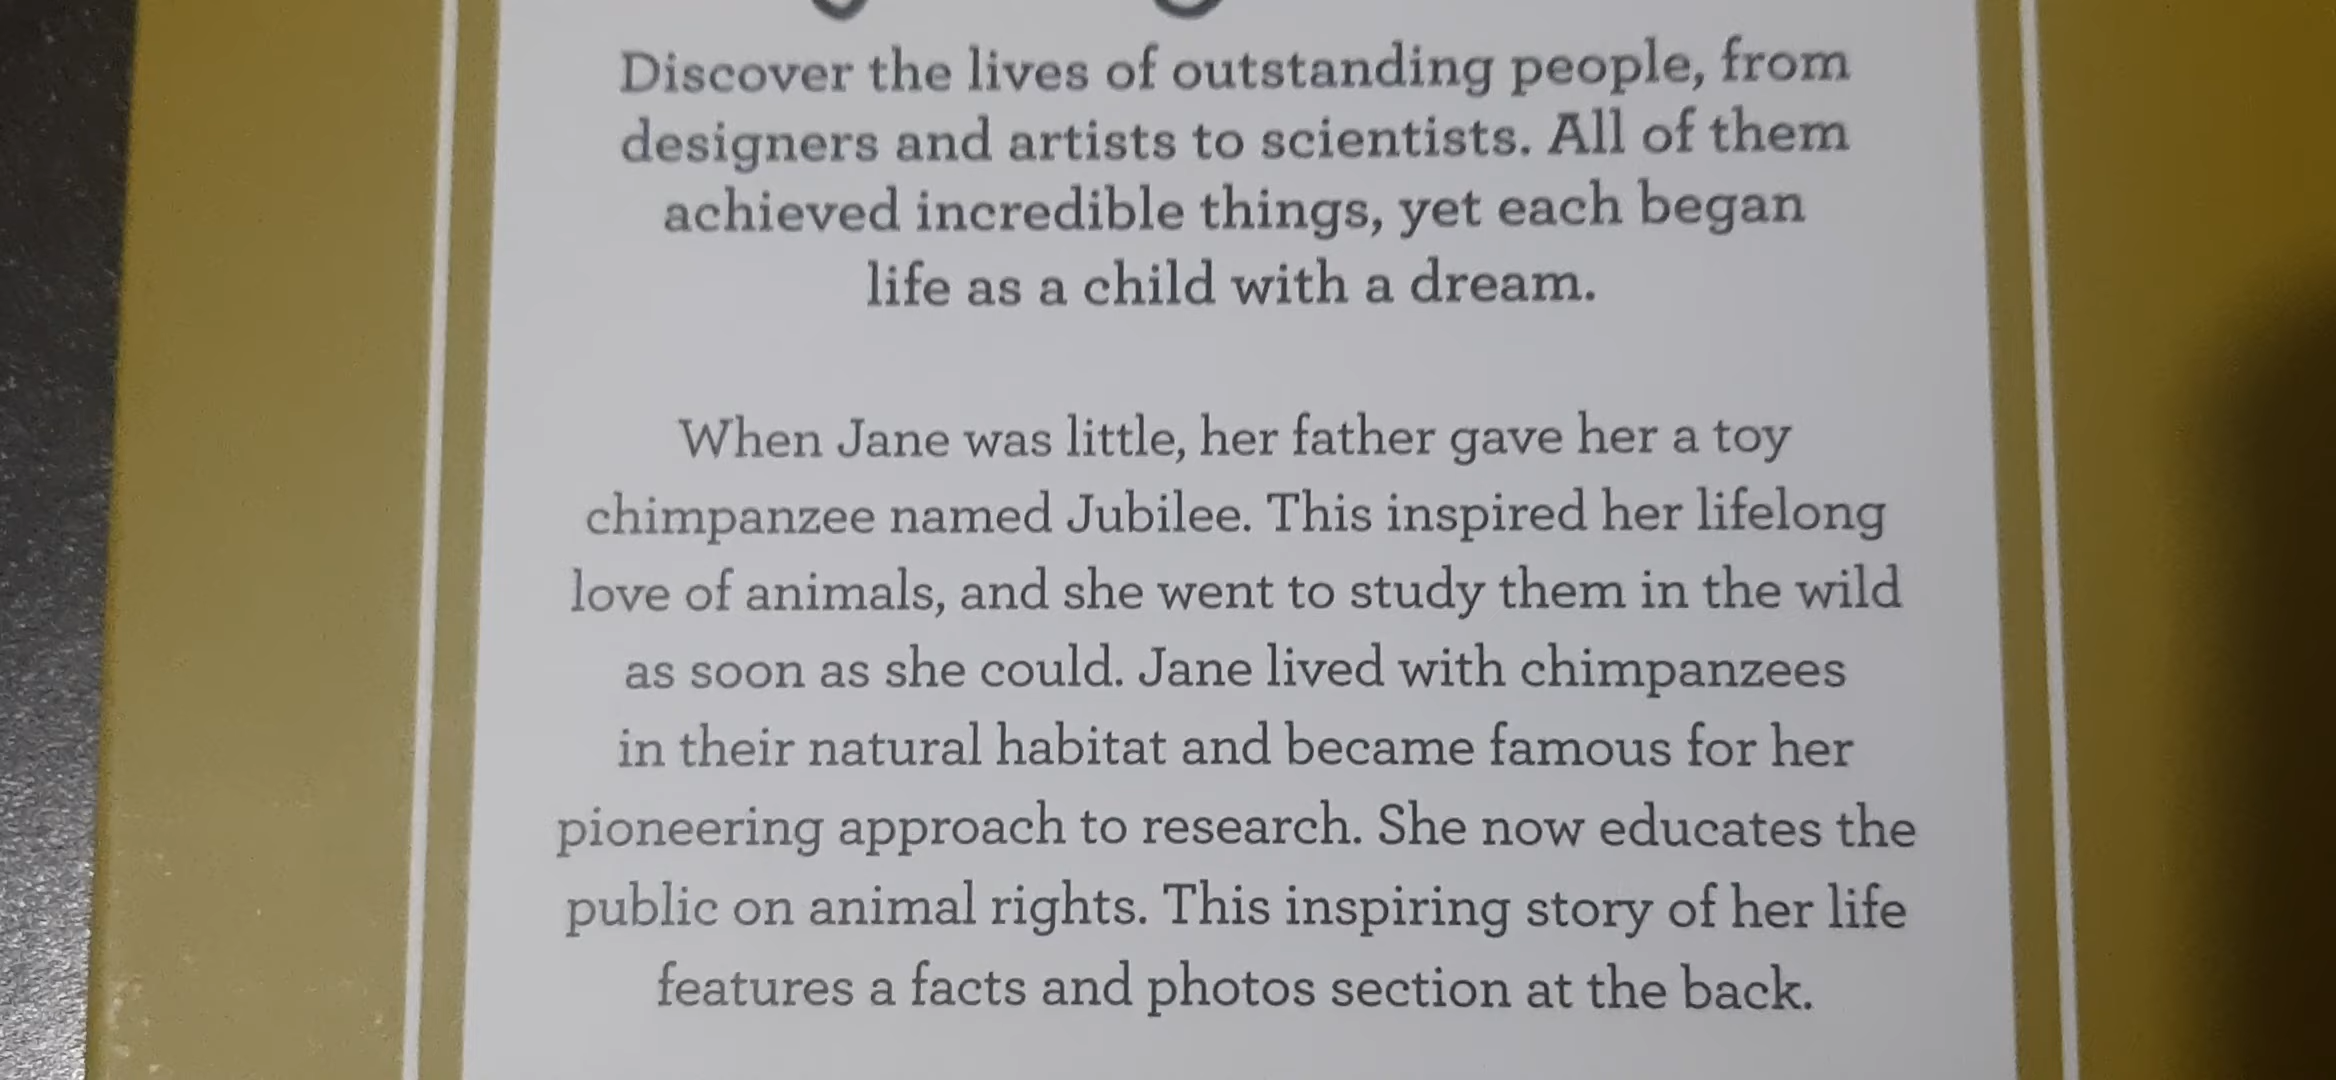 Discover the lives of outstanding people, from
designers and artists to scientists. All of them
achieved incredible things, yet each began
life as a child with a dream.
When Jane was little, her father gave her a toy
chimpanzee named Jubilee. This inspired her lifelong
love of animals, and she went to study them in the wild
as soon as she could. Jane lived with chimpanzees
in their natural habitat and became famous for her
pioneering approach to research. She now educates the
public on animal rights. This inspiring story of her life
features a facts and photos section at the back.